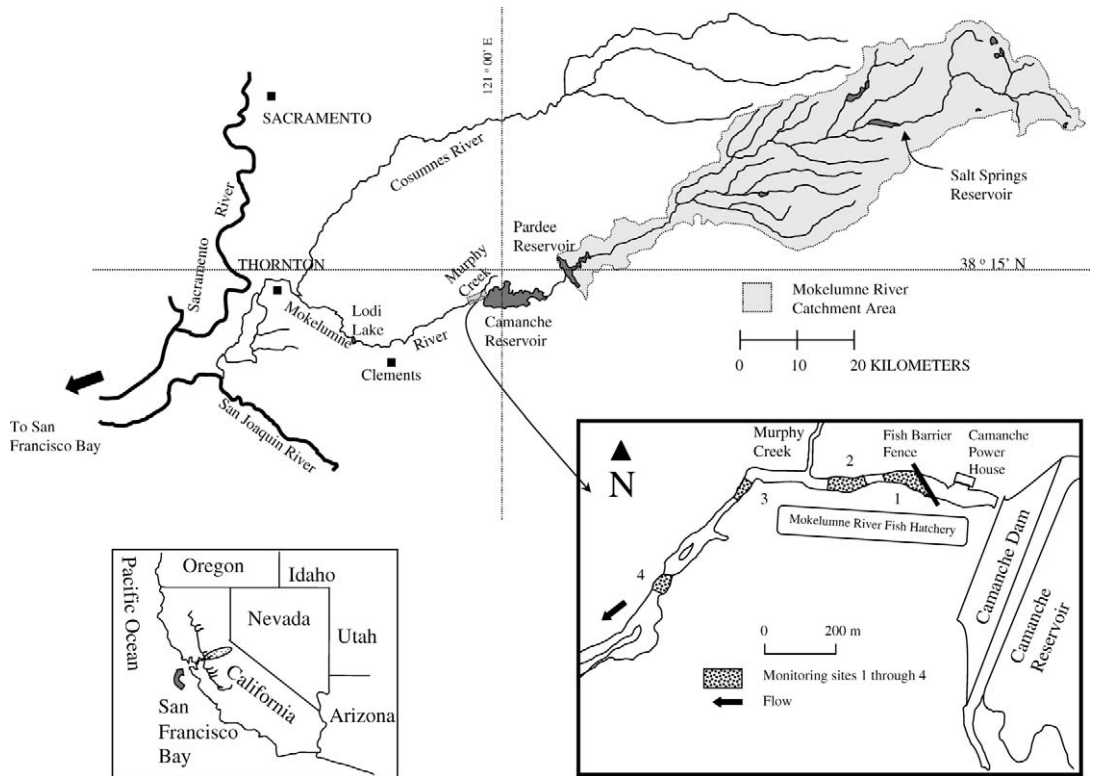 121 ° 00' E
SACRAMENTO
Cosumnes River
Sacramento
River
Salt Springs
Reservoir
Pardee
Reservoir
THORNTON
Murphy
Creek
38 ° 15' N
Mokelumne River
Catchment Area
Mokelumne
Lodi
Lake
River
Camanche
Reservoir
Clements
0 10 20 KILOMETERS
To San
Francisco Bay
San Joaquin River
Murphy
Creek
Fish Barrier
Fence
Camanche
Power
House
N
2
1
3
Mokelumne River Fish Hatchery
4
Camanche Dam
Camanche
Reservoir
0 200 m
Monitoring sites 1 through 4
Flow
Pacific Ocean
Oregon
Idaho
Nevada
Utah
California
San
Francisco
Bay
Arizona